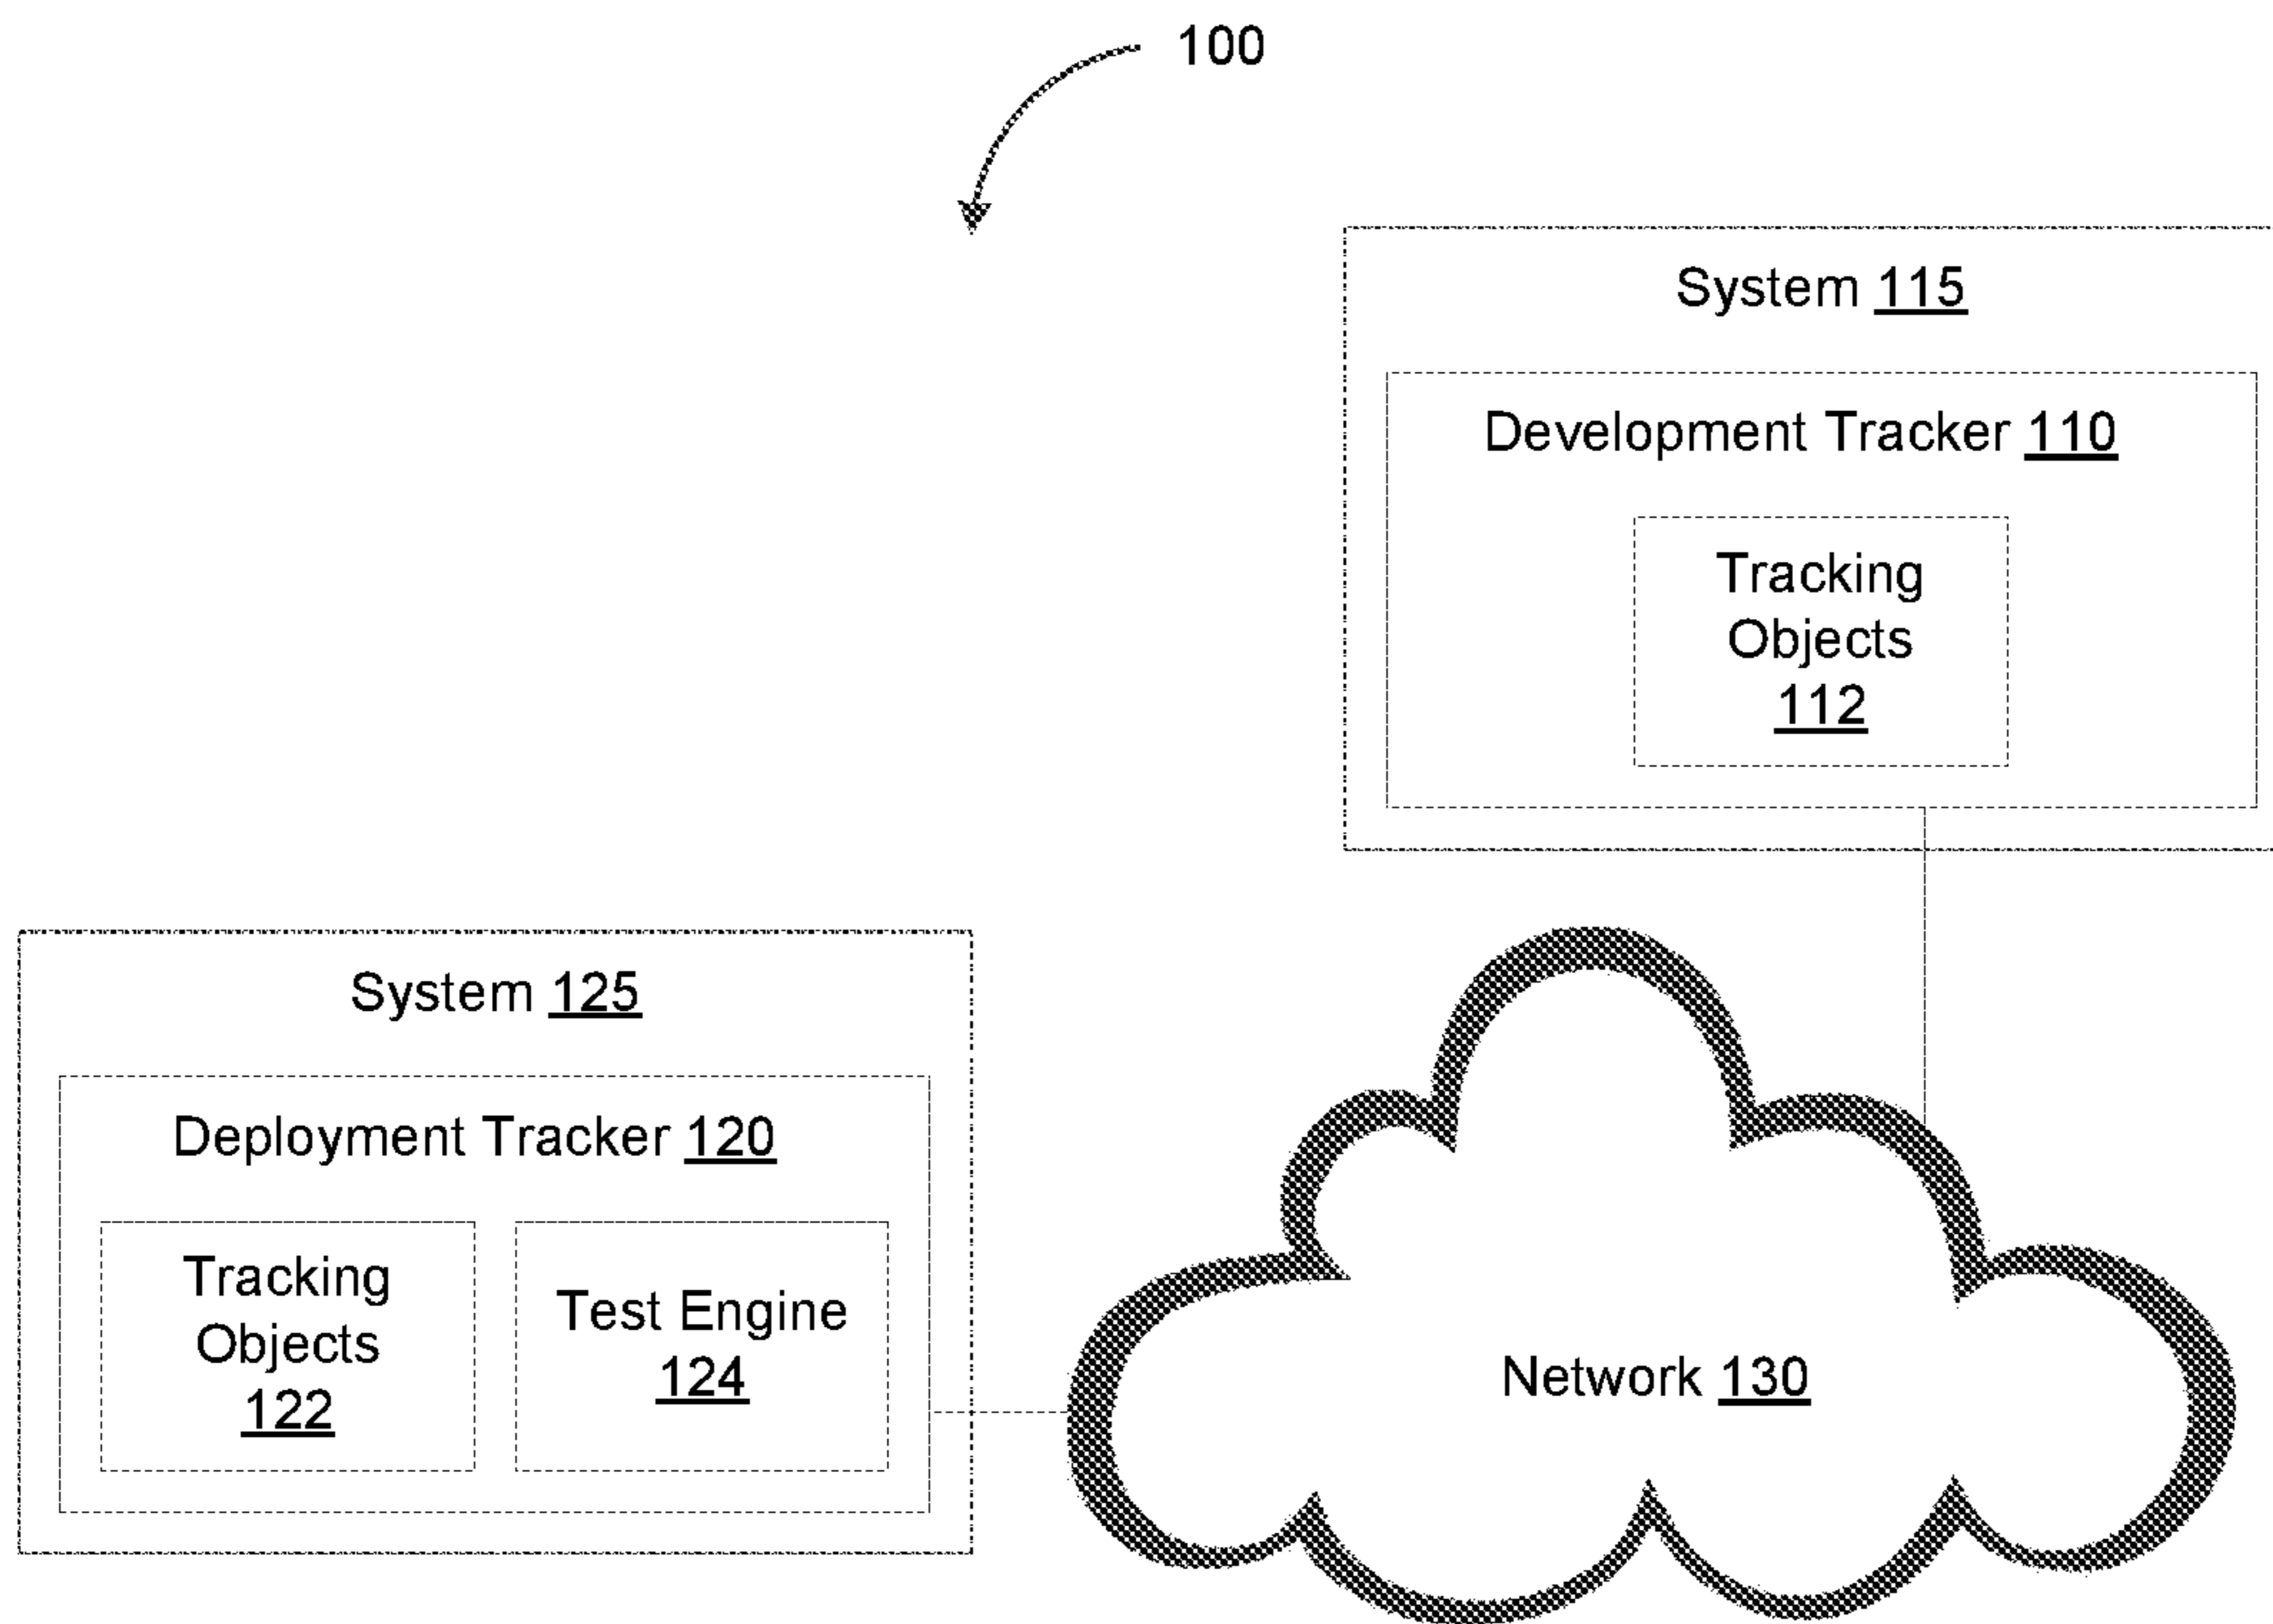 100
System 115
Development Tracker 110
Tracking
Objects
112
System 125
Deployment Tracker 120
Tracking
Objects
122
Test Engine
124
Network 130